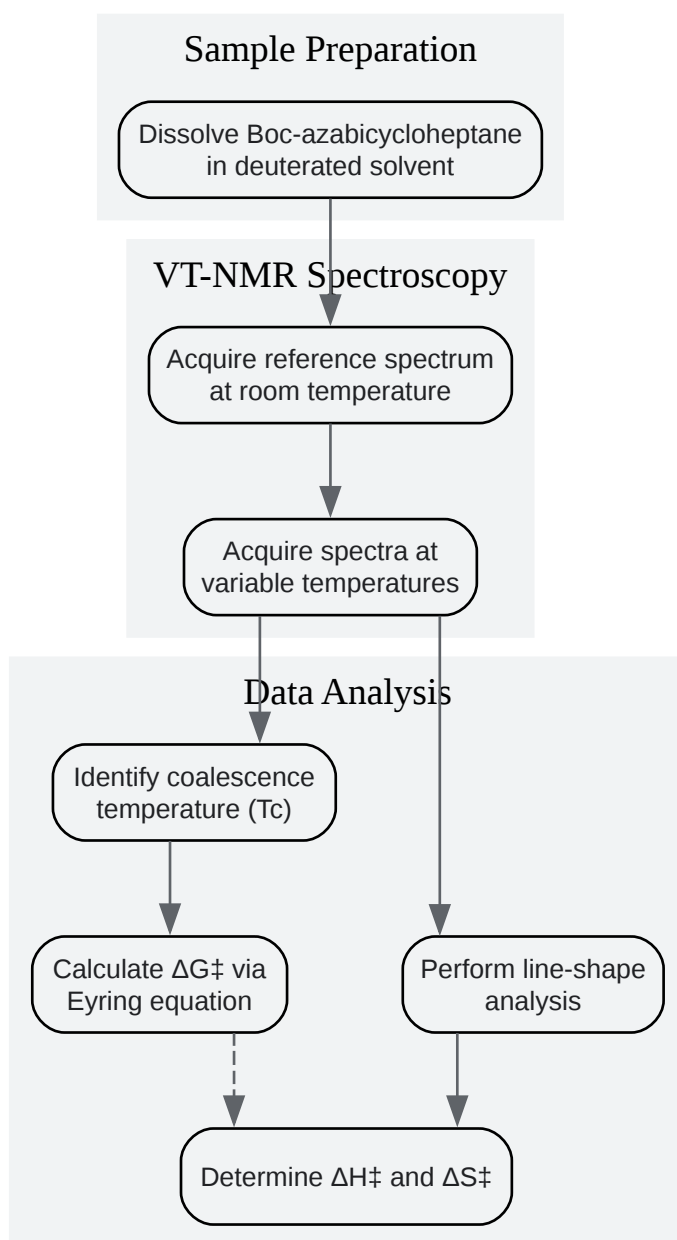 Sample Preparation
Dissolve Boc-azabicycloheptane
in deuterated solvent
VT-NMR Spectroscopy
Acquire reference spectrum
at room temperature
Acquire spectra at
variable temperatures
Data Analysis
Identify coalescence
temperature (Tc)
Calculate ΔG‡ via
Eyring equation
Perform line-shape
analysis
Determine ΔH‡ and ΔS‡